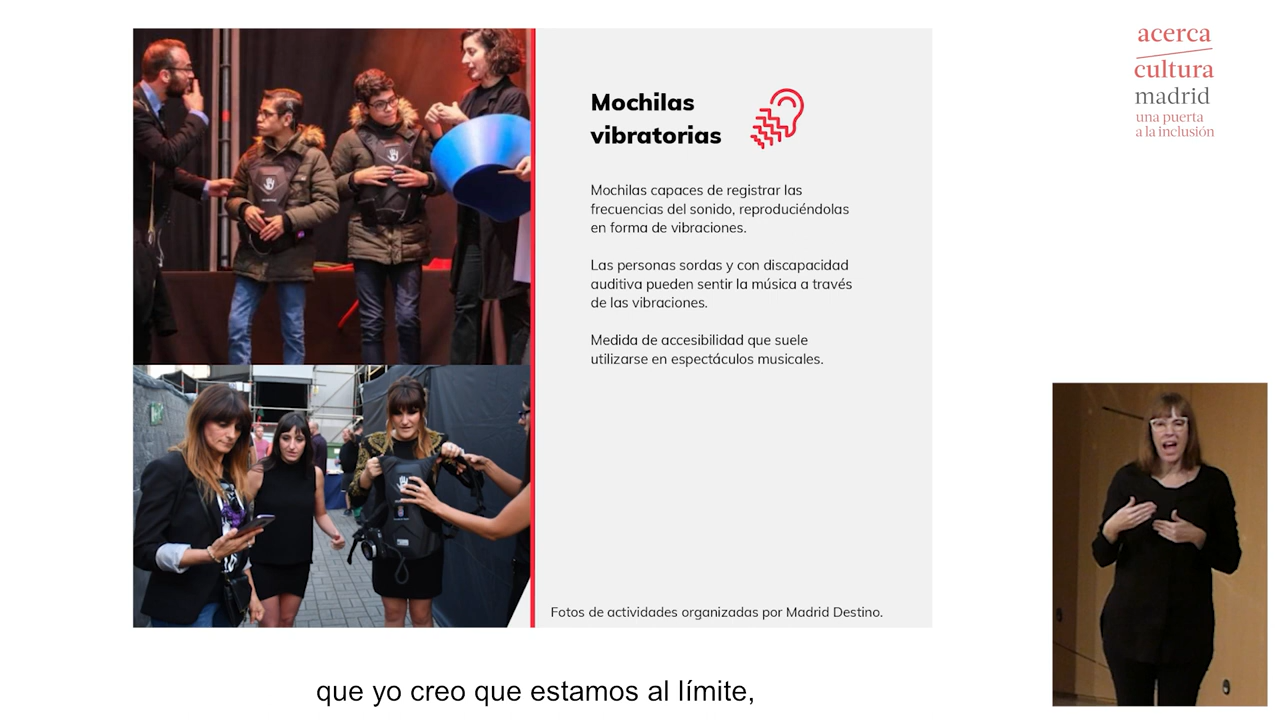 acerca
cultura
madrid
una puerta
a la inclusión
Mochilas
vibratorias
Mochilas capaces de registrar las
frecuencias del sonido, reproduciéndolas
en forma de vibraciones.
Las personas sordas y con discapacidad
auditiva pueden sentir la música a través
de las vibraciones.
Medida de accesibilidad que suele
utilizarse en espectáculos musicales.
Fotos de actividades organizadas por Madrid Destino.
que yo creo que estamos al límite,